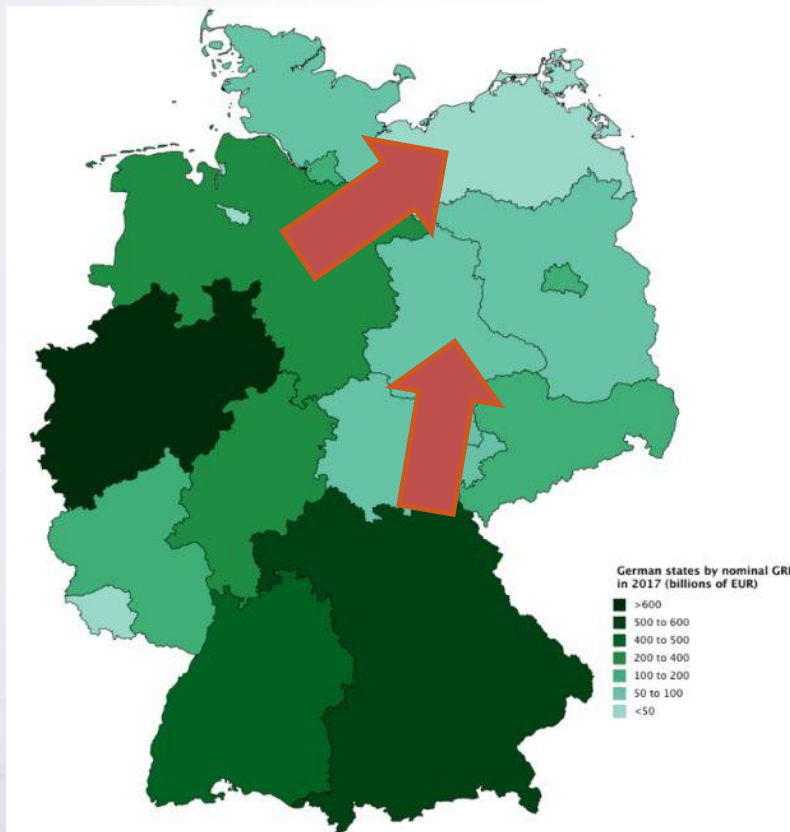 German states by nominal GRI
in 2017 (billions of EUR)
>600
500 to 600
400 to 500
200 to 400
100 to 200
50 to 100
<50